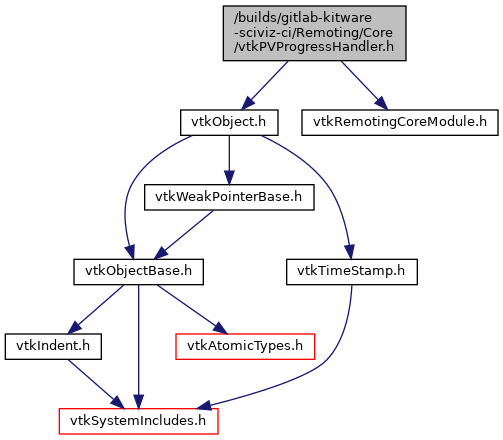 /builds/gitlab-kitware
-sciviz-ci/Remoting/Core
/vtkPVProgressHandler.h
vtkObject.h
vtkRemotingCoreModule.h
vtkWeakPointerBase.h
vtkObjectBase.h
vtkTimeStamp.h
vtkIndent.h
vtkAtomicTypes.h
vtkSystemIncludes.h